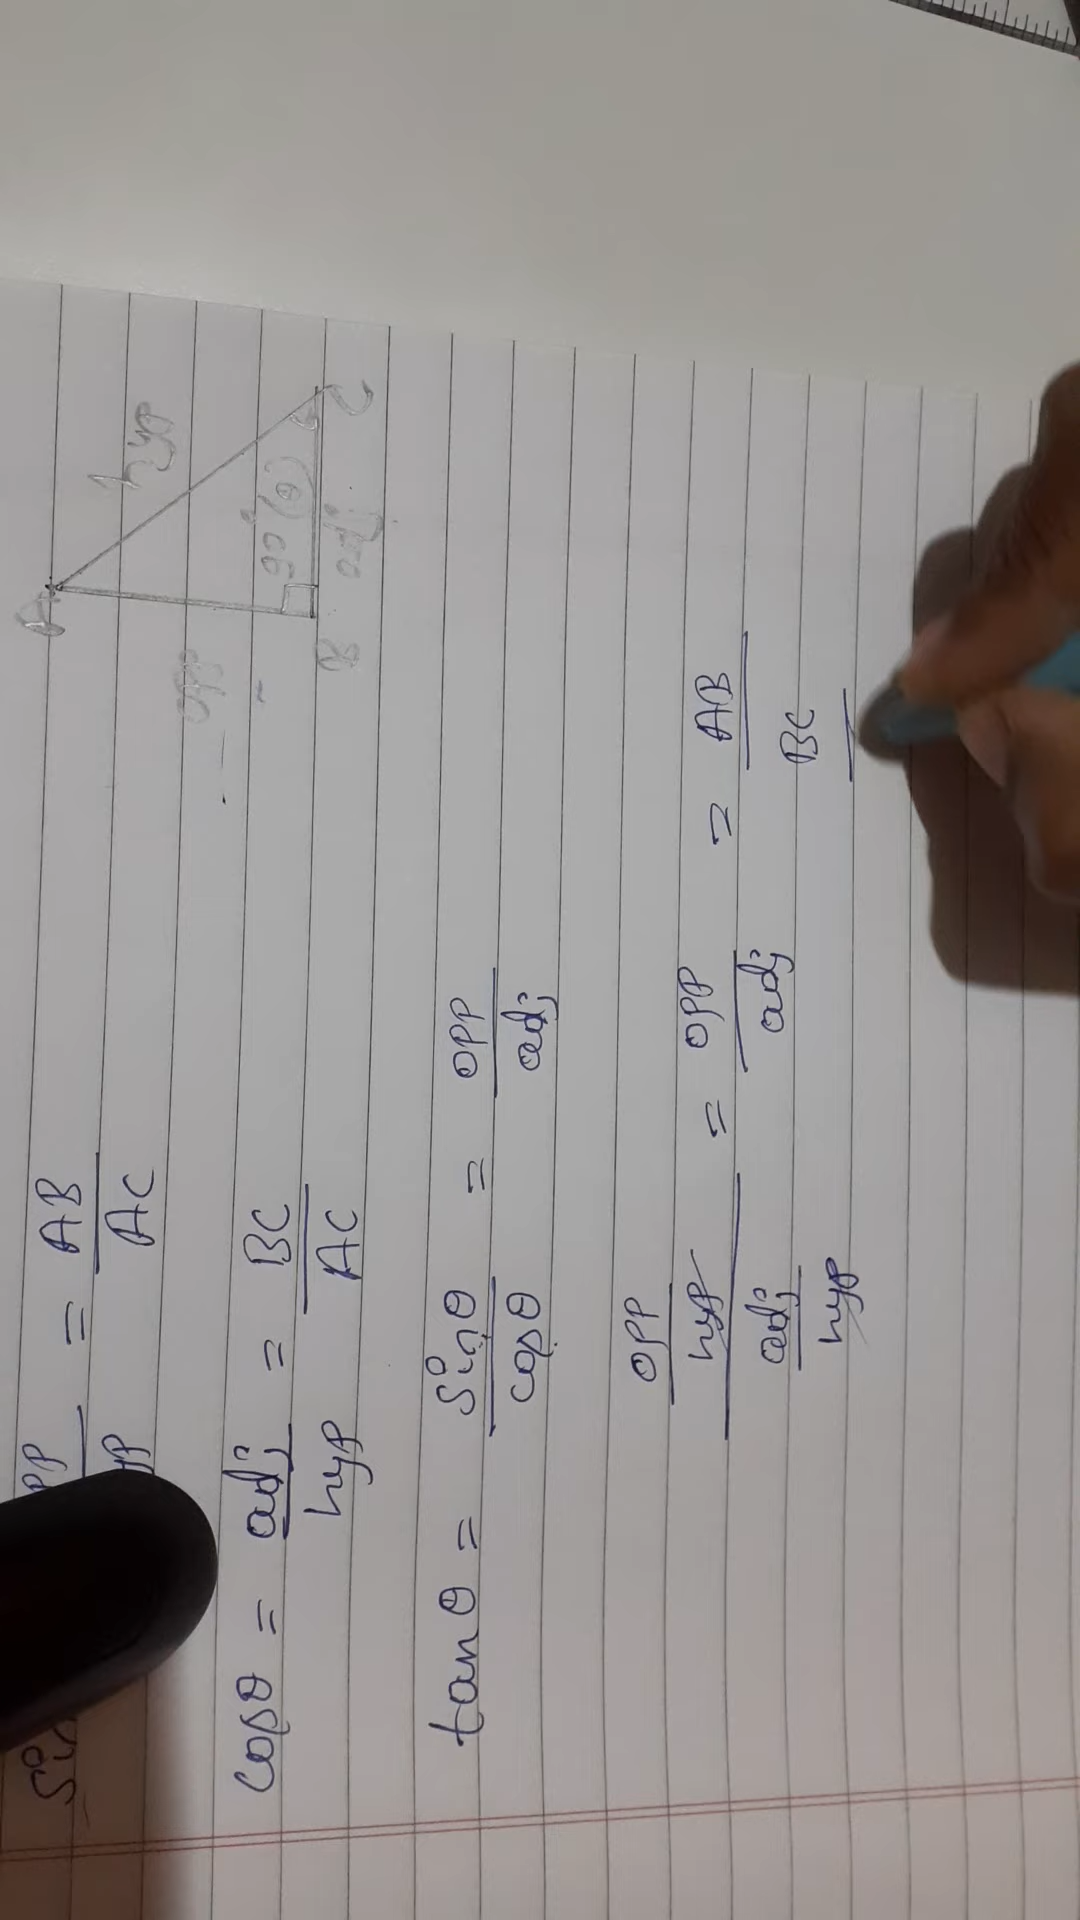 A
hyp
opp
90° (θ)
B adj C
Sin = AB
AC
cosθ = adj = BC
hyp AC
tanθ = Sinθ = opp
cosθ adj
opp
hyp = opp = AB
adj adj BC
hyp